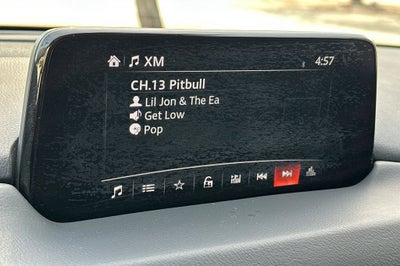 XM
4:57
CH.13 Pitbull
Lil Jon & The Ea
Get Low
Pop